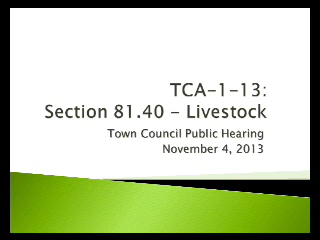 TCA-1-13:
Section 81.40 - Livestock
Town Council Public Hearing
November 4, 2013